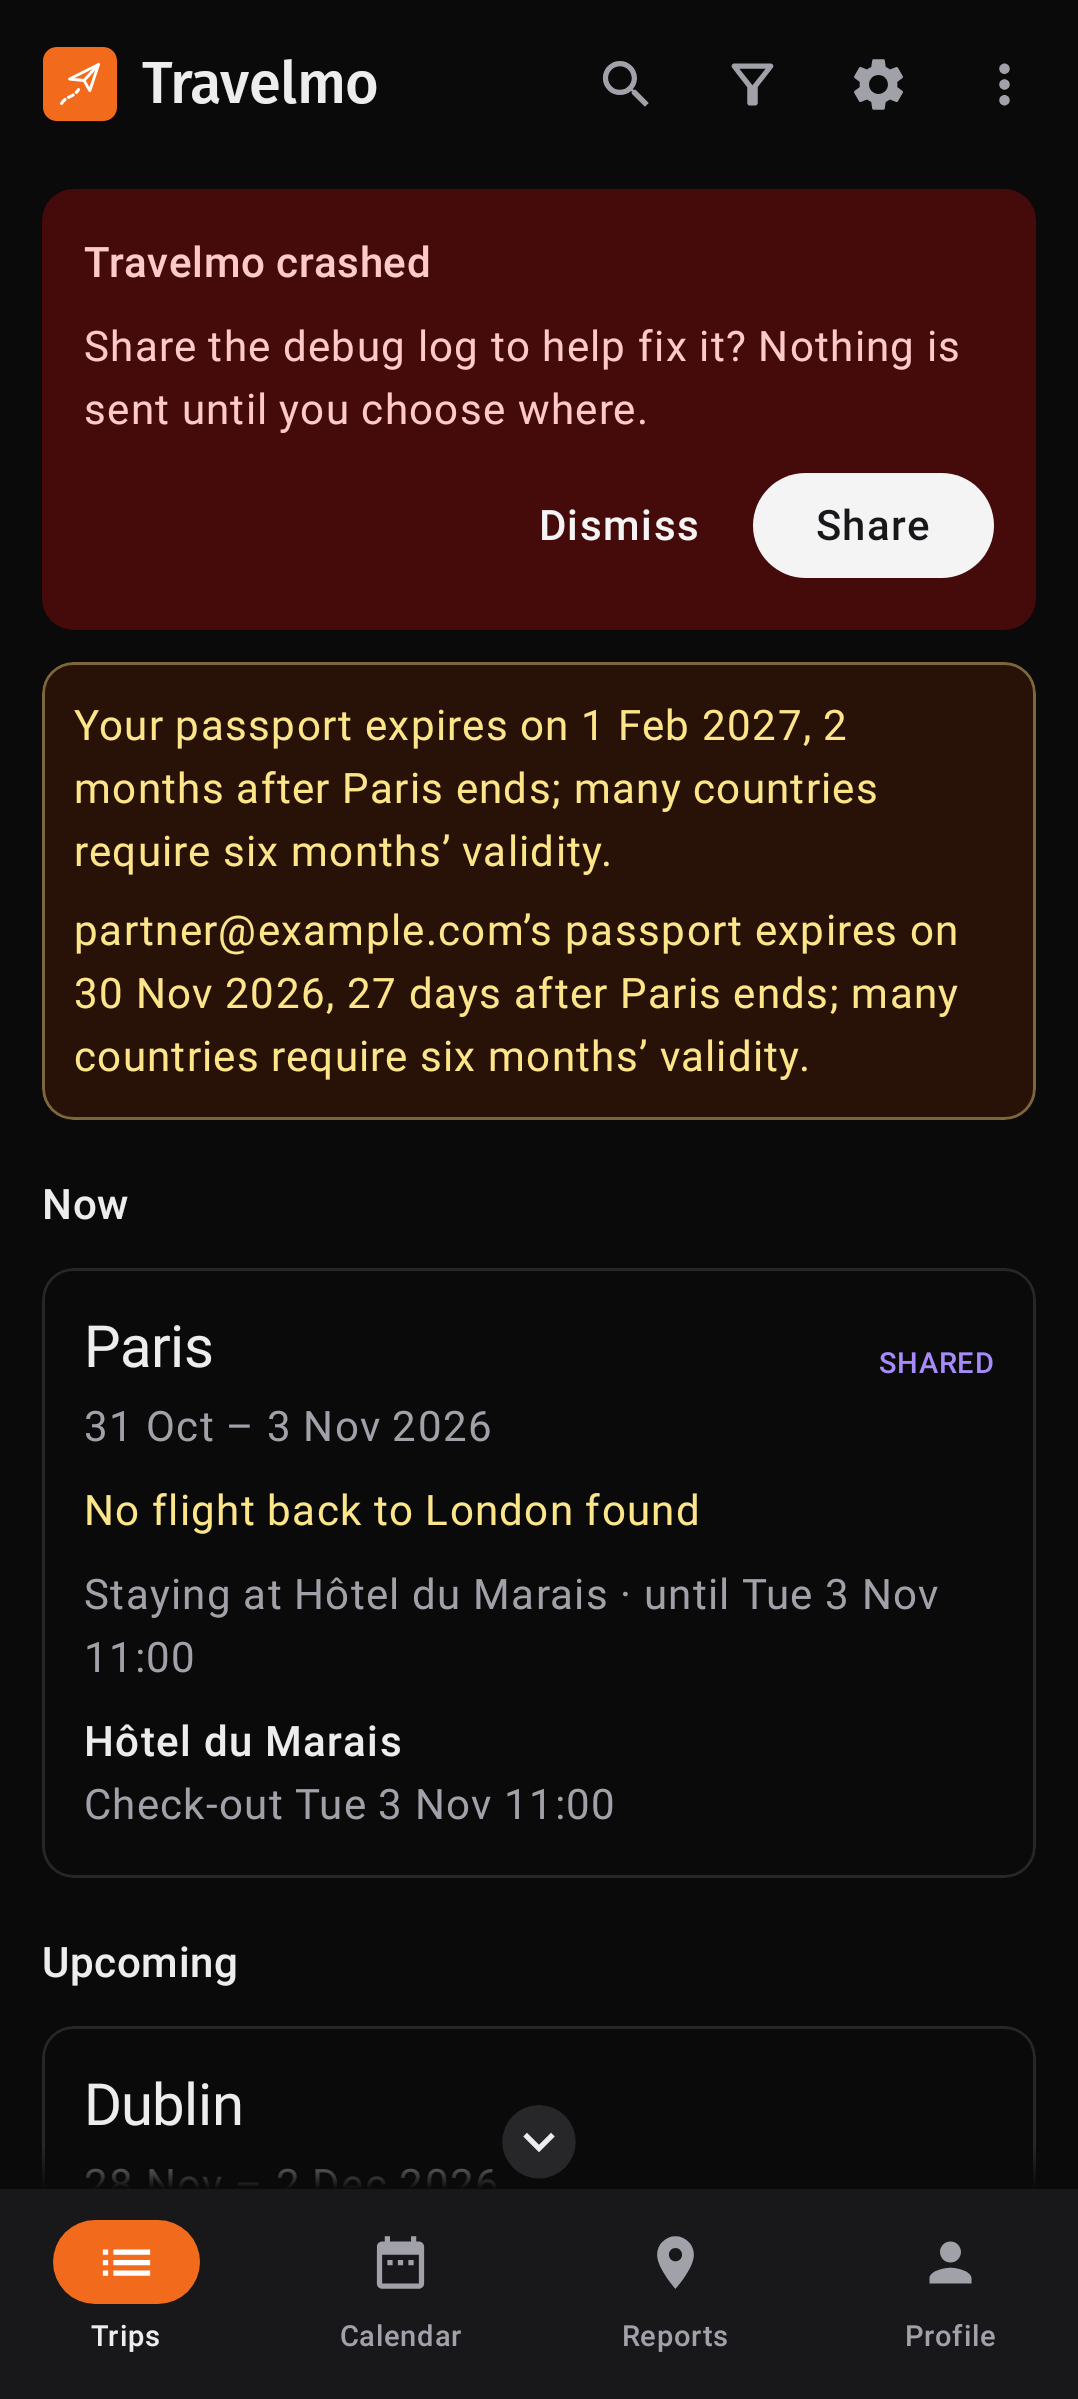 Travelmo
Travelmo crashed
Share the debug log to help fix it? Nothing is
sent until you choose where.
Dismiss
Share
Your passport expires on 1 Feb 2027, 2
months after Paris ends; many countries
require six months’ validity.
partner@example.com’s passport expires on
30 Nov 2026, 27 days after Paris ends; many
countries require six months’ validity.
Now
Paris
SHARED
31 Oct – 3 Nov 2026
No flight back to London found
Staying at Hôtel du Marais · until Tue 3 Nov
11:00
Hôtel du Marais
Check-out Tue 3 Nov 11:00
Upcoming
Dublin
28 Nov – 2 Dec 2026
Trips
Calendar
Reports
Profile